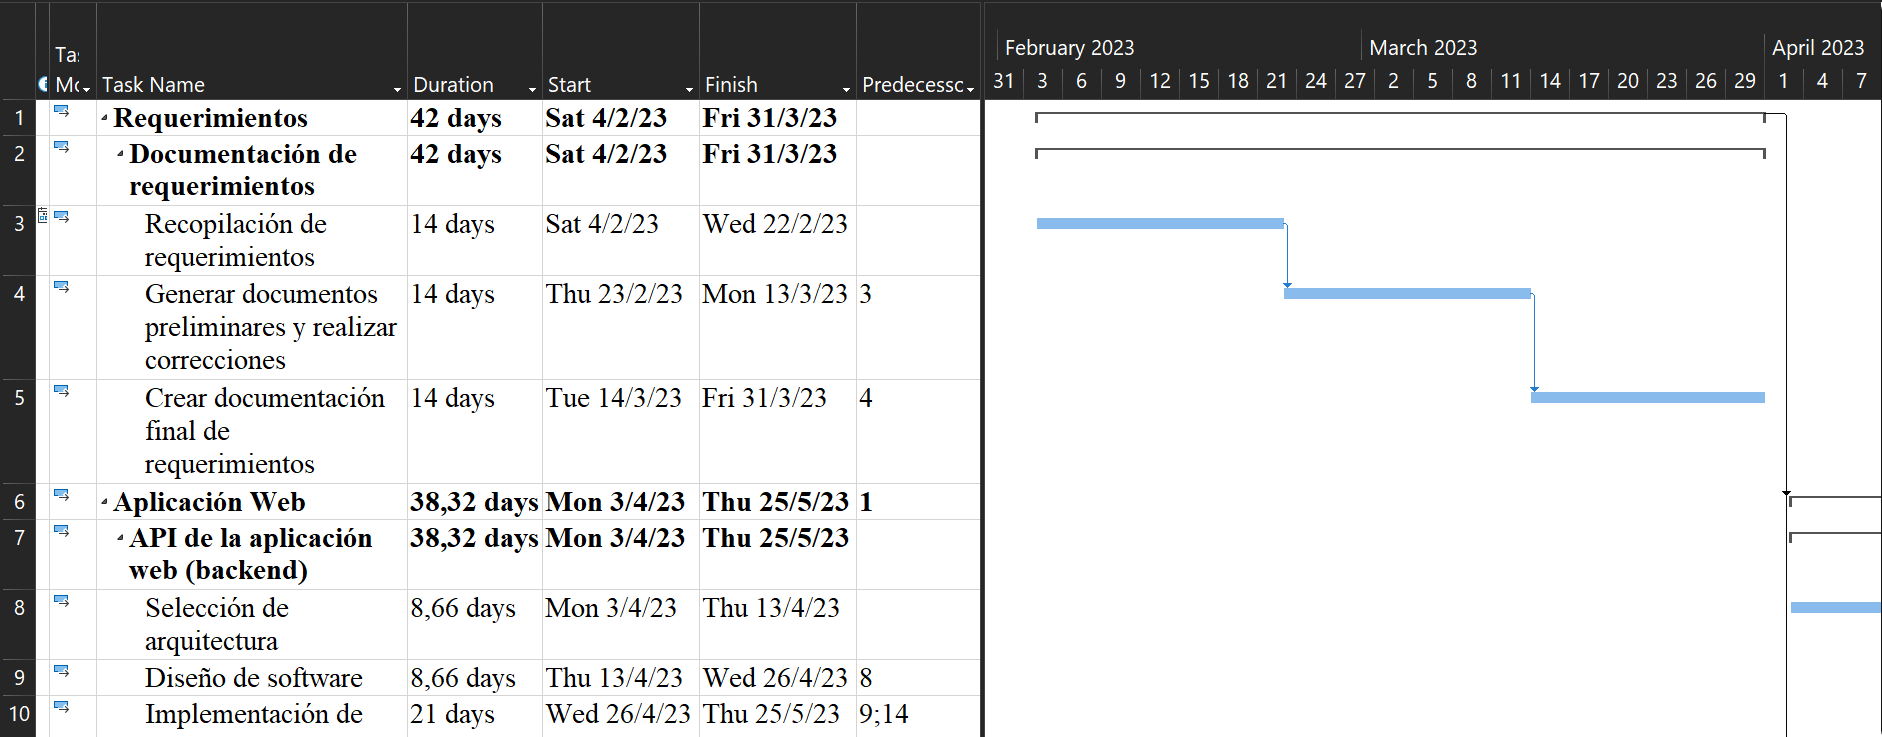 February 2023 March 2023 April 2023
Ta
Mo Task Name Duration Start Finish Predecessc
31 3 6 9 12 15 18 21 24 27 2 5 8 11 14 17 20 23 26 29 1 4 7
1 Requerimientos 42 days Sat 4/2/23 Fri 31/3/23
2 Documentación de 42 days Sat 4/2/23 Fri 31/3/23
requerimientos
3 Recopilación de 14 days Sat 4/2/23 Wed 22/2/23
requerimientos
4 Generar documentos 14 days Thu 23/2/23 Mon 13/3/23 3
preliminares y realizar
correcciones
5 Crear documentación 14 days Tue 14/3/23 Fri 31/3/23 4
final de
requerimientos
6 Aplicación Web 38,32 days Mon 3/4/23 Thu 25/5/23 1
7 API de la aplicación 38,32 days Mon 3/4/23 Thu 25/5/23
web (backend)
8 Selección de 8,66 days Mon 3/4/23 Thu 13/4/23
arquitectura
9 Diseño de software 8,66 days Thu 13/4/23 Wed 26/4/23 8
10 Implementación de 21 days Wed 26/4/23 Thu 25/5/23 9;14